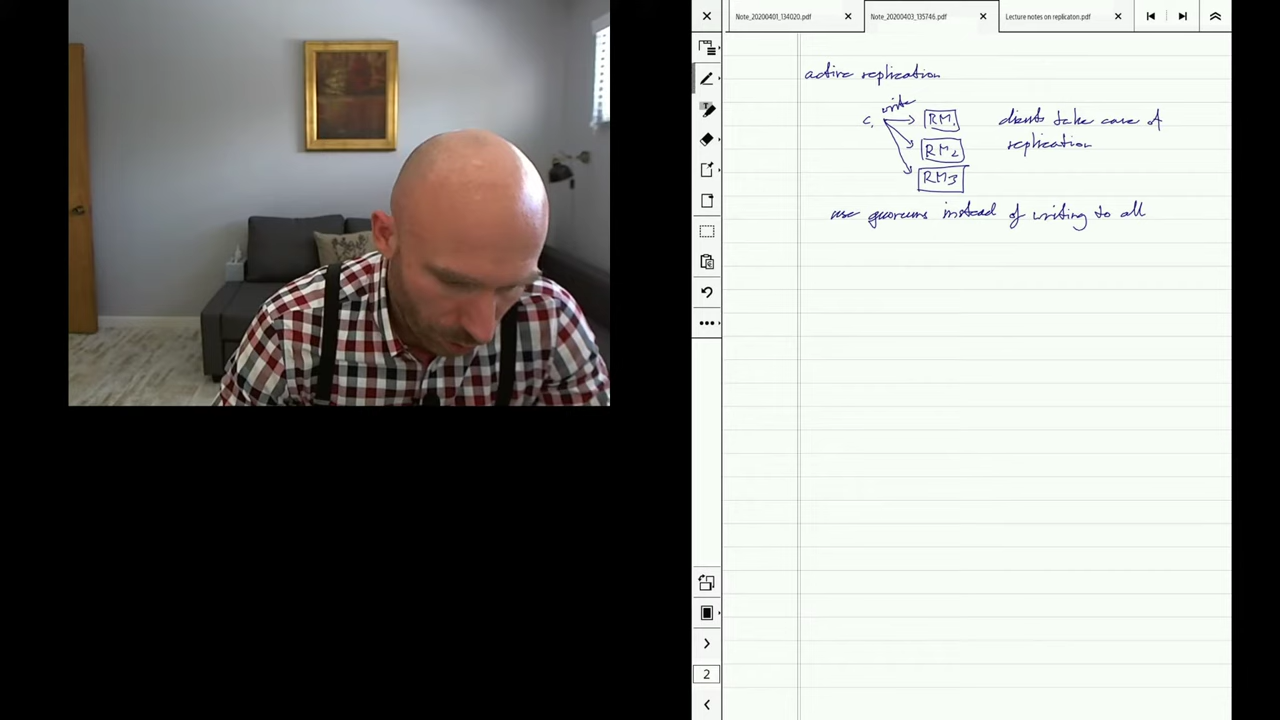 Note_20200401_134020.pdf
Note_20200403_135746.pdf
Lecture notes on replicaton.pdf
active replication
write
C₁
RM₁
clients take care of
RM₂
replication
RM₃
use quorums instead of writing to all
2